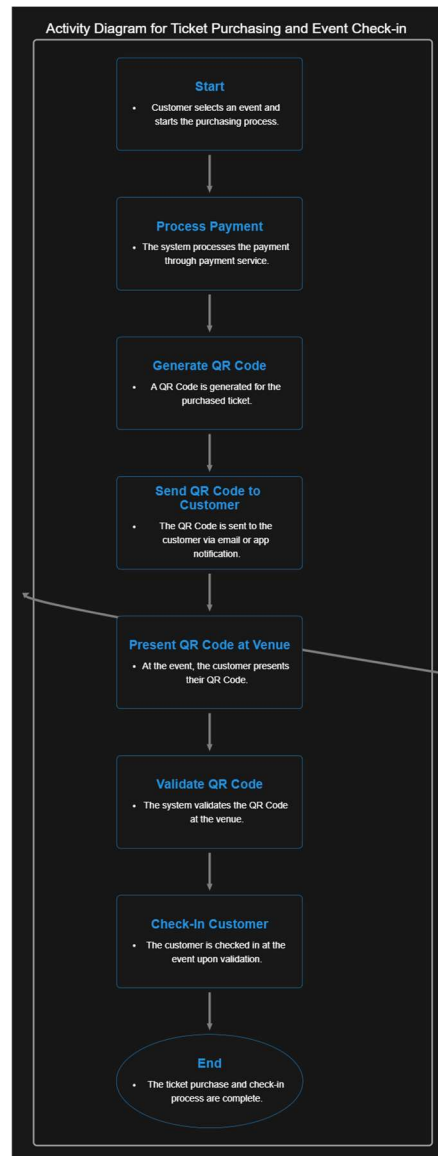 Activity Diagram for Ticket Purchasing and Event Check-in
Start
• Customer selects an event and
starts the purchasing process.
Process Payment
• The system processes the payment
through payment service.
Generate QR Code
• A QR Code is generated for the
purchased ticket.
Send QR Code to
Customer
• The QR Code is sent to the
customer via email or app
notification.
Present QR Code at Venue
• At the event, the customer presents
their QR Code.
Validate QR Code
• The system validates the QR Code
at the venue.
Check-In Customer
• The customer is checked in at the
event upon validation.
End
• The ticket purchase and check-in
process are complete.